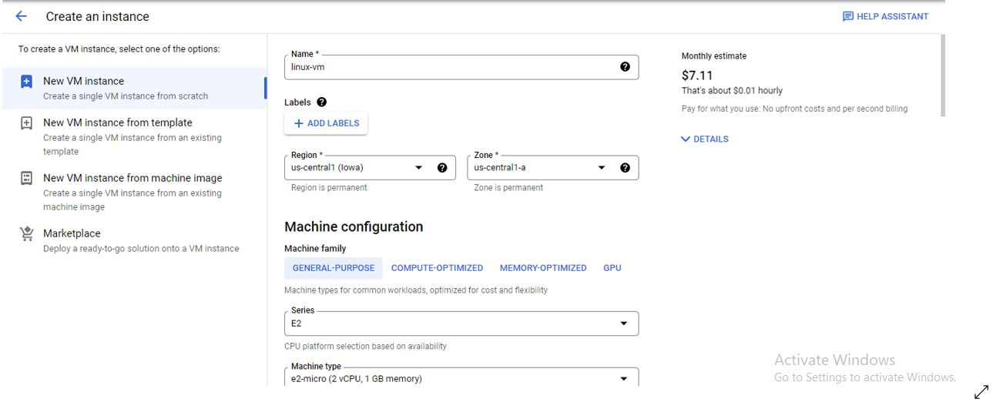 Create an instance
HELP ASSISTANT
To create a VM instance, select one of the options:
New VM instance
Create a single VM instance from scratch
New VM instance from template
Create a single VM instance from an existing
template
New VM instance from machine image
Create a single VM instance from an existing
machine image
Marketplace
Deploy a ready-to-go solution onto a VM instance
Name *
linux-vm
Labels
+ ADD LABELS
Region *
us-central1 (Iowa)
Region is permanent
Zone *
us-central1-a
Zone is permanent
Machine configuration
Machine family
GENERAL-PURPOSE COMPUTE-OPTIMIZED MEMORY-OPTIMIZED GPU
Machine types for common workloads, optimized for cost and flexibility
Series
E2
CPU platform selection based on availability
Machine type
e2-micro (2 vCPU, 1 GB memory)
Monthly estimate
$7.11
That's about $0.01 hourly
Pay for what you use: No upfront costs and per second billing
DETAILS
Activate Windows
Go to Settings to activate Windows.